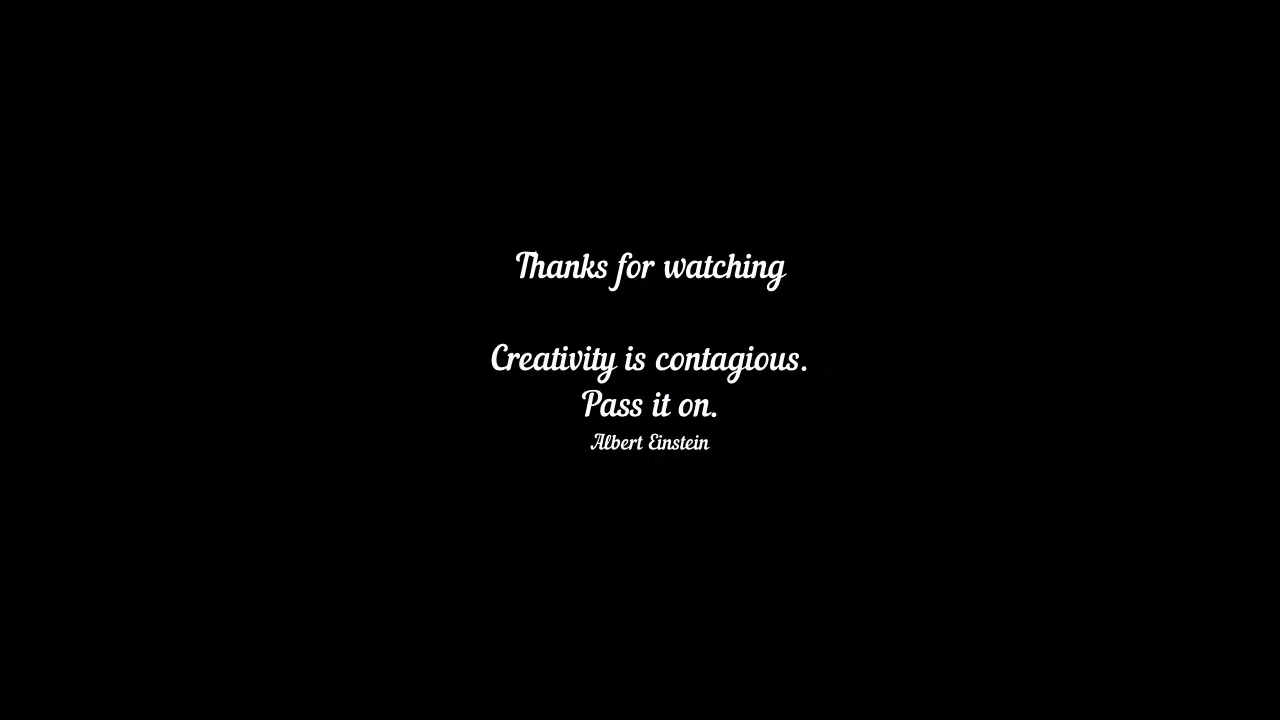 Thanks for watching
Creativity is contagious.
Pass it on.
Albert Einstein